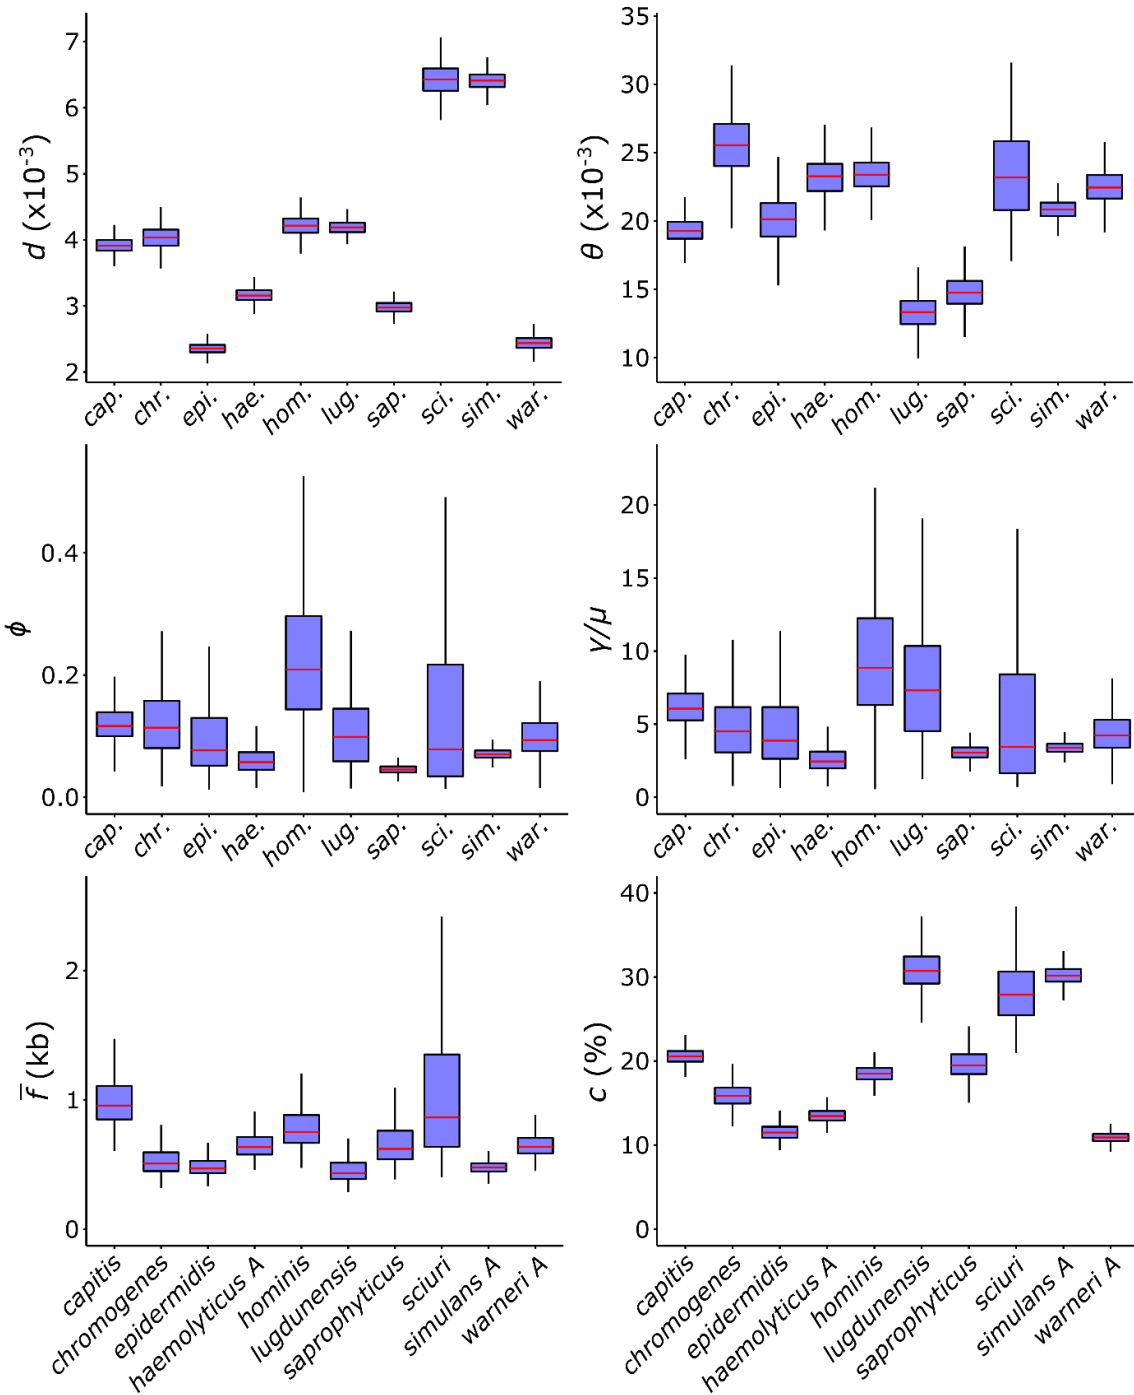 d (x10⁻³)
7
6
5
4
3
2
cap. chr. epi. hae. hom. lug. sap. sci. sim. war.
θ (x10⁻³)
35
30
25
20
15
10
cap. chr. epi. hae. hom. lug. sap. sci. sim. war.
ϕ
0.4
0.2
0.0
cap. chr. epi. hae. hom. lug. sap. sci. sim. war.
γ/μ
20
15
10
5
0
cap. chr. epi. hae. hom. lug. sap. sci. sim. war.
f̅ (kb)
2
1
0
capitis
chromogenes
epidermidis
haemolyticus A
hominis
lugdunensis
saprophyticus
sciuri
simulans A
warneri A
c (%)
40
30
20
10
0
capitis
chromogenes
epidermidis
haemolyticus A
hominis
lugdunensis
saprophyticus
sciuri
simulans A
warneri A